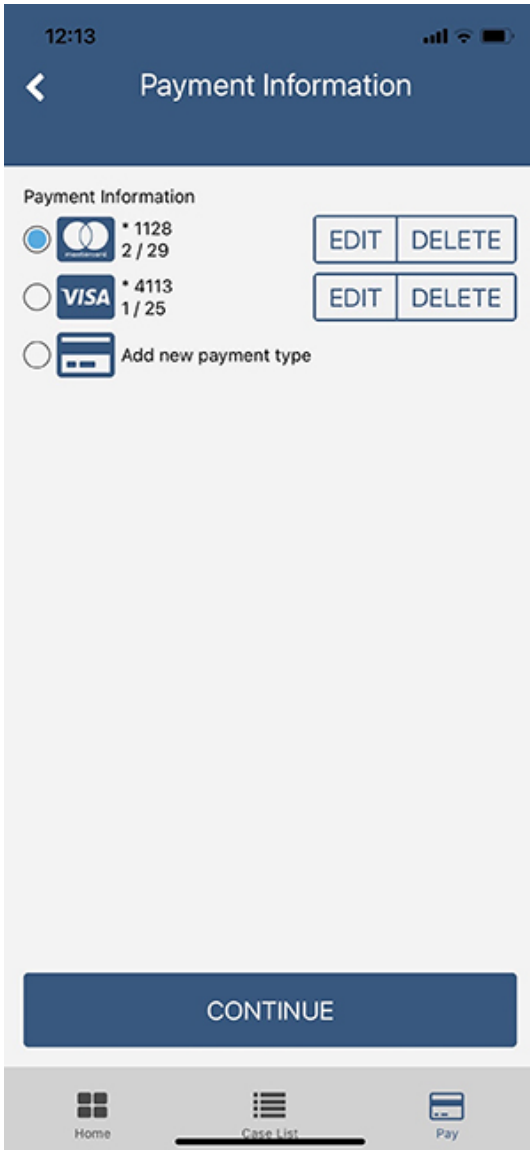 12:13
Payment Information
Payment Information
mastercard
* 1128
2 / 29
EDIT DELETE
VISA
* 4113
1 / 25
EDIT DELETE
Add new payment type
CONTINUE
Home Case List Pay